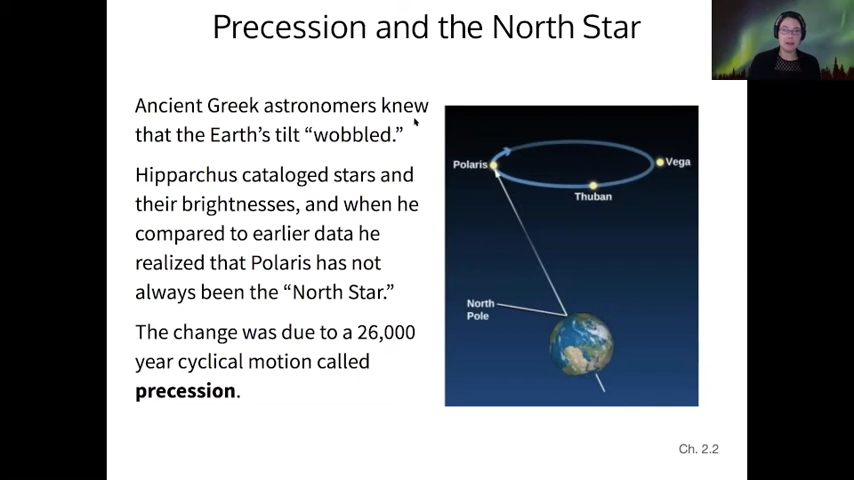 Precession and the North Star
Ancient Greek astronomers knew
that the Earth's tilt “wobbled.”
Hipparchus cataloged stars and
their brightnesses, and when he
compared to earlier data he
realized that Polaris has not
always been the “North Star.”
The change was due to a 26,000
year cyclical motion called
precession.
Polaris
Vega
Thuban
North
Pole
Ch. 2.2